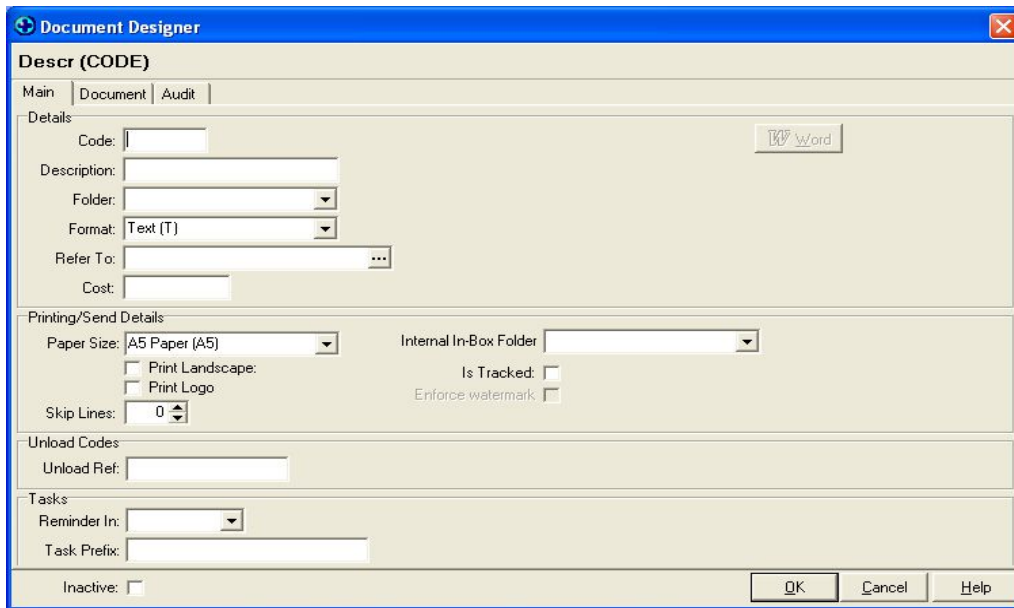 Document Designer
Descr (CODE)
Main Document Audit
Details
Code:
W Word
Description:
Folder:
Format: Text (T)
Refer To: ...
Cost:
Printing/Send Details
Paper Size: A5 Paper (A5) Internal In-Box Folder
Print Landscape: Is Tracked:
Print Logo Enforce watermark
Skip Lines: 0
Unload Codes
Unload Ref:
Tasks
Reminder In:
Task Prefix:
Inactive: OK Cancel Help